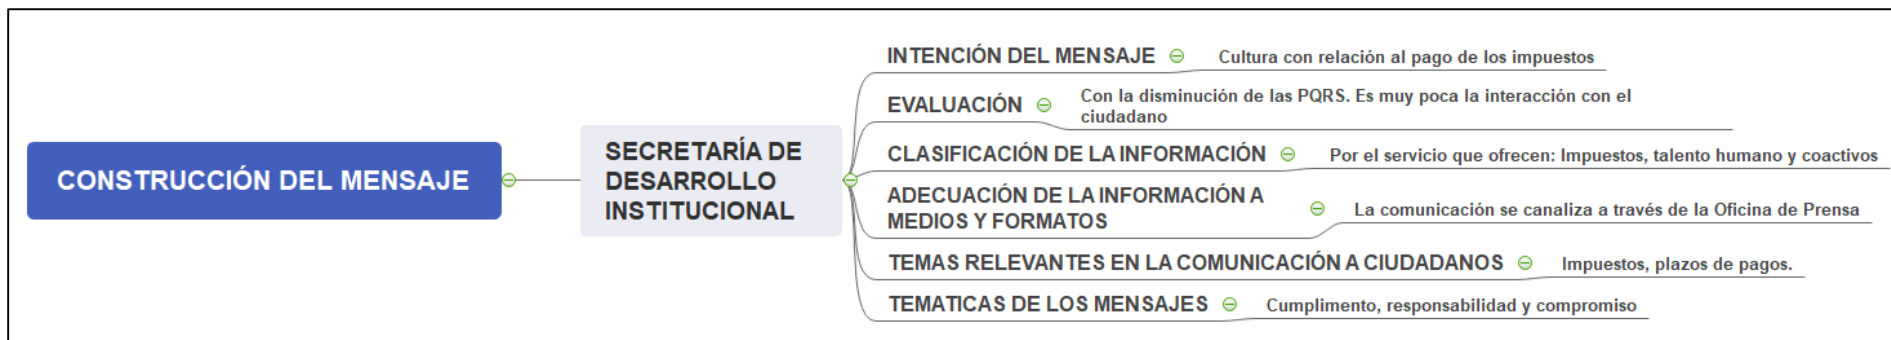 CONSTRUCCIÓN DEL MENSAJE
SECRETARÍA DE
DESARROLLO
INSTITUCIONAL
INTENCIÓN DEL MENSAJE
Cultura con relación al pago de los impuestos
EVALUACIÓN
Con la disminución de las PQRS. Es muy poca la interacción con el
ciudadano
CLASIFICACIÓN DE LA INFORMACIÓN
Por el servicio que ofrecen: Impuestos, talento humano y coactivos
ADECUACIÓN DE LA INFORMACIÓN A
MEDIOS Y FORMATOS
La comunicación se canaliza a través de la Oficina de Prensa
TEMAS RELEVANTES EN LA COMUNICACIÓN A CIUDADANOS
Impuestos, plazos de pagos.
TEMATICAS DE LOS MENSAJES
Cumplimento, responsabilidad y compromiso